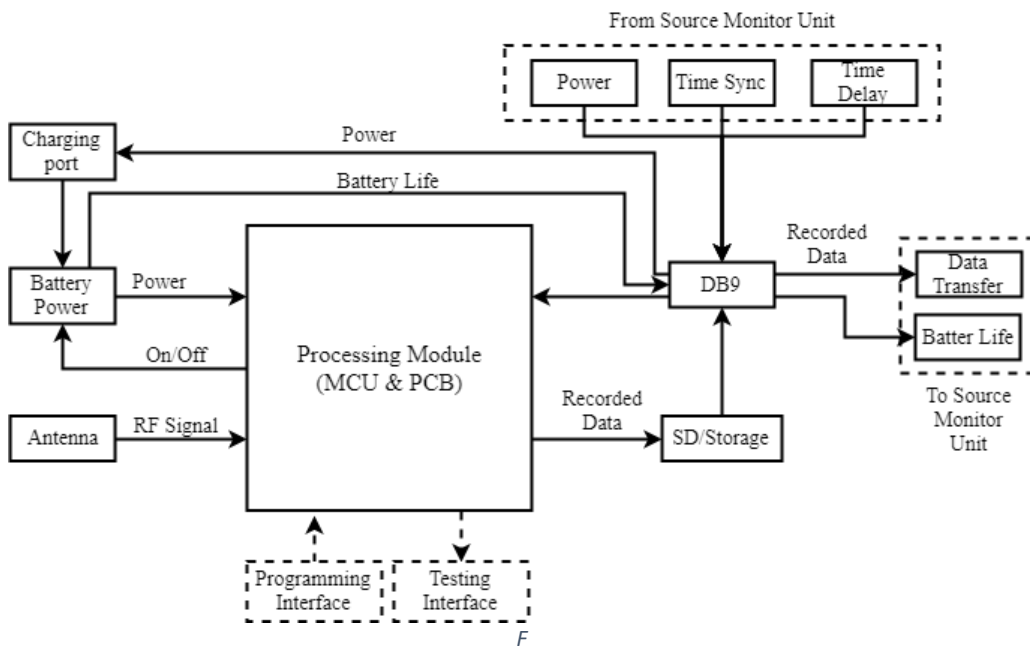 From Source Monitor Unit
Power
Time Sync
Time
Delay
Charging
port
Power
Battery Life
Battery
Power
Power
On/Off
Antenna
RF Signal
Processing Module
(MCU & PCB)
DB9
Recorded
Data
Data
Transfer
Batter Life
To Source
Monitor
Unit
Recorded
Data
SD/Storage
Programming
Interface
Testing
Interface
F